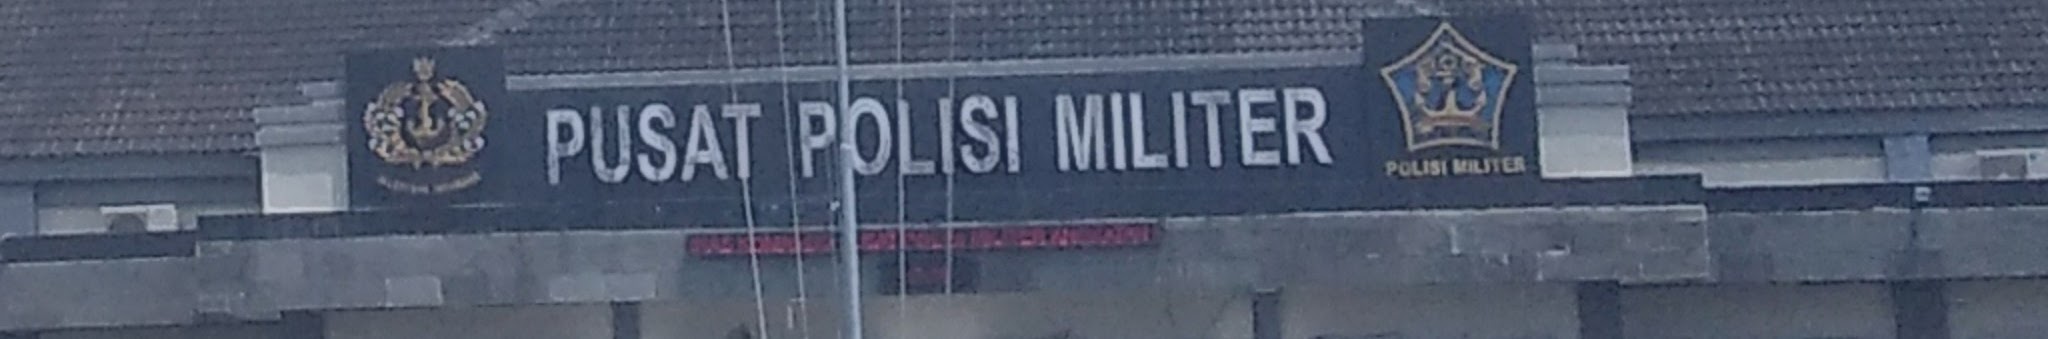 PUSAT POLISI MILITER
POLISI MILITER